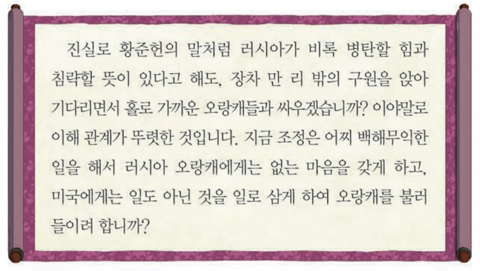 진실로 황준헌의 말처럼 러시아가 비록 병탄할 힘과
침략할 뜻이 있다고 해도, 장차 만 리 밖의 구원을 앉아
기다리면서 홀로 가까운 오랑캐들과 싸우겠습니까? 이야말로
이해 관계가 뚜렷한 것입니다. 지금 조정은 어찌 백해무익한
일을 해서 러시아 오랑캐에게는 없는 마음을 갖게 하고,
미국에게는 일도 아닌 것을 일로 삼게 하여 오랑캐를 불러
들이려 합니까?